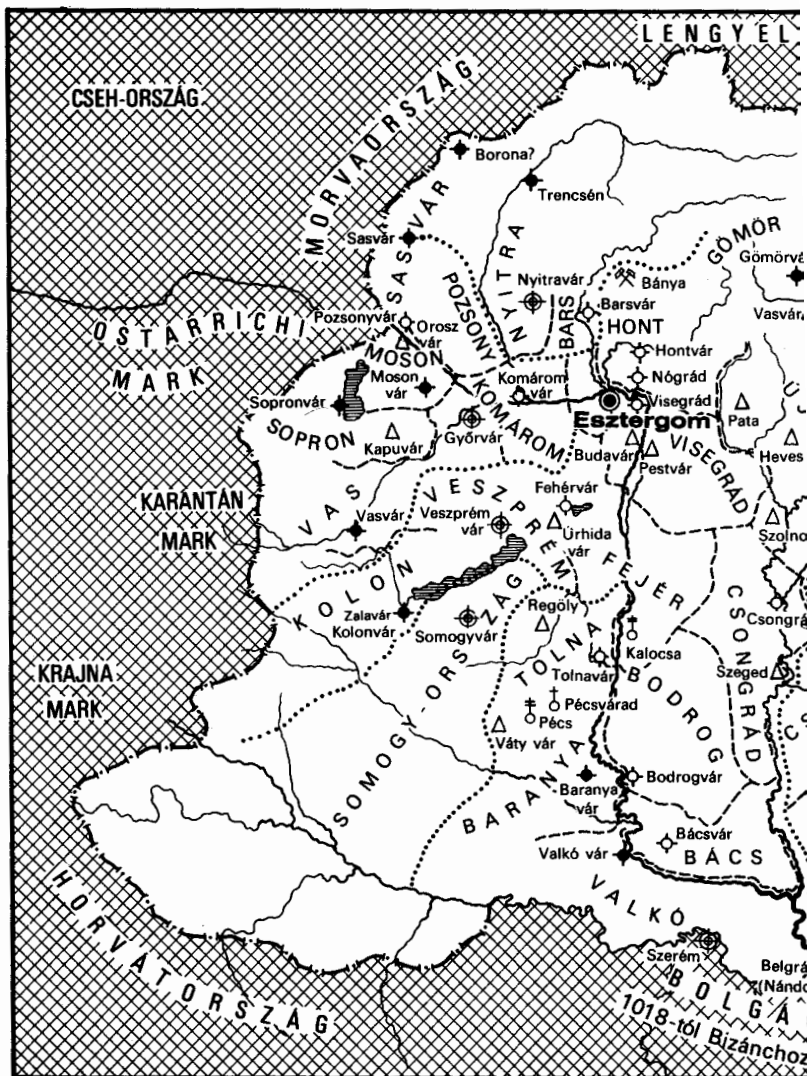 LENGYEL
CSEH-ORSZÁG
MORVAORSZÁG
Borona?
Trencsén
SASVÁR
Sasvár
NYITRA
GÖMÖR
Gömörvá
Bánya
Nyitravár
POZSONY
BARS
Barsvár
Vasvár
Pozsonyvár
Orosz
vár
OSTARRICHI
MARK
HONT
Hontvár
MOSON
Moson
vár
Komárom
vár
Nógrád
Visegrád
Esztergom
Sopronvár
SOPRON
Kapuvár
Győrvár
KOMÁROM
Budavár
Pestvár
VISEGRÁD
Pata
Ú J
Heves
KARANTÁN
MARK
VAS
Vasvár
VESZPRÉM
Veszprém
vár
Fehérvár
Úrhida
vár
Szolno
FEJÉR
KOLON
Zalavár
Kolonvár
Somogyvár
Regöly
CSONGRÁD
Csongrá
SOMOGY-ORSZÁG
TOLNA
Tolnavár
Kalocsa
Szeged
C S
KRAJNA
MARK
Pécsvárad
Pécs
Váty vár
BODROG
BARANYA
Baranya
vár
Bodrogvár
Bácsvár
BÁCS
Valkó vár
VALKÓ
HORVÁTORSZÁG
Szerém
Belgrá
(Nándo
BOLGÁ
1018-tól Bizánchoz